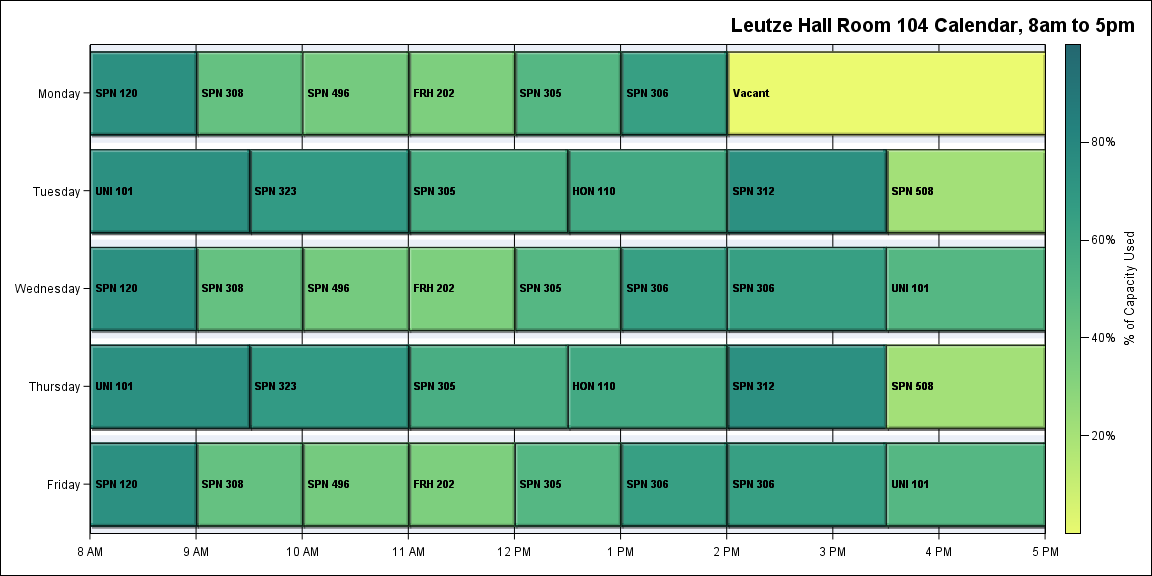 Leutze Hall Room 104 Calendar, 8am to 5pm
Monday SPN 120 SPN 308 SPN 496 FRH 202 SPN 305 SPN 306 Vacant
Tuesday UNI 101 SPN 323 SPN 305 HON 110 SPN 312 SPN 508
Wednesday SPN 120 SPN 308 SPN 496 FRH 202 SPN 305 SPN 306 SPN 306 UNI 101
Thursday UNI 101 SPN 323 SPN 305 HON 110 SPN 312 SPN 508
Friday SPN 120 SPN 308 SPN 496 FRH 202 SPN 305 SPN 306 SPN 306 UNI 101
8 AM 9 AM 10 AM 11 AM 12 PM 1 PM 2 PM 3 PM 4 PM 5 PM
80%
60%
40%
20%
% of Capacity Used